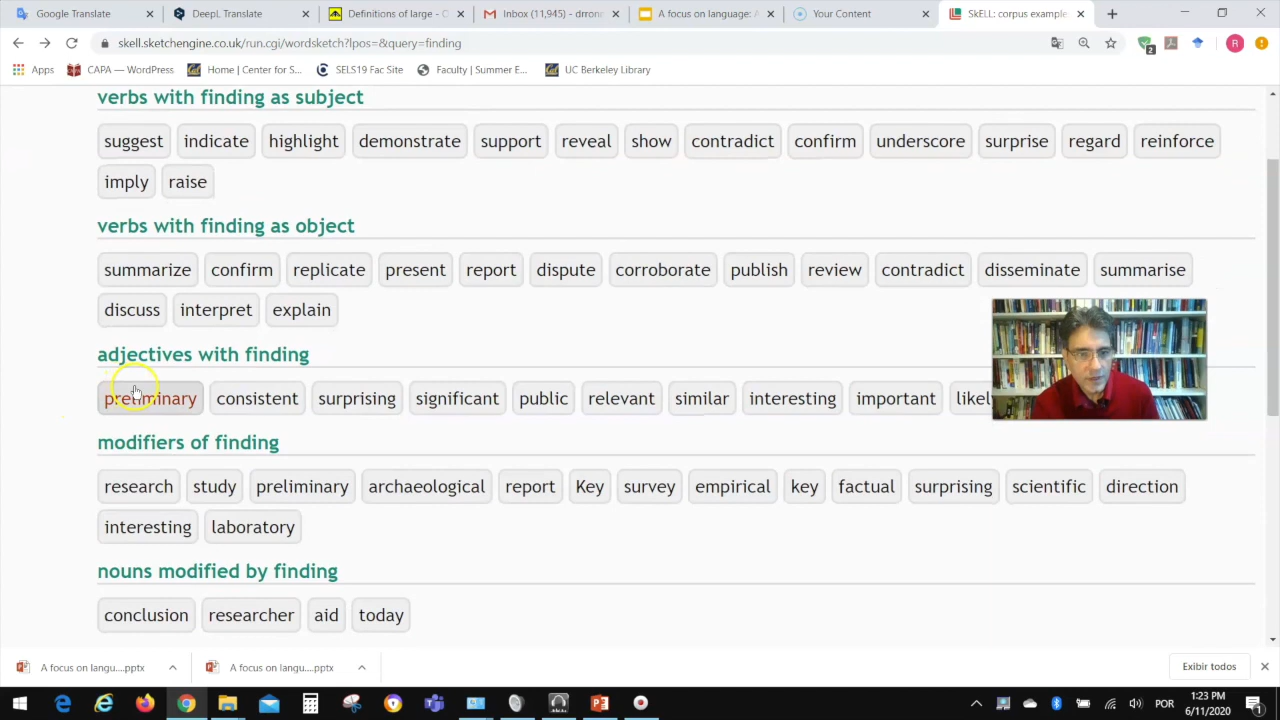 Google Translate DeepL Translate Definitions of large - C Inbox (11,945) - drrone A focus on language: A Your Content SkELL: corpus example
skell.sketchengine.co.uk/run.cgi/wordsketch?lpos=&query=finding
Apps CAPA — WordPress Home | Center for S... SELS19 Fac Site Faculty | Summer E... UC Berkeley Library
verbs with finding as subject
suggest indicate highlight demonstrate support reveal show contradict confirm underscore surprise regard reinforce
imply raise
verbs with finding as object
summarize confirm replicate present report dispute corroborate publish review contradict disseminate summarise
discuss interpret explain
adjectives with finding
preliminary consistent surprising significant public relevant similar interesting important likely
modifiers of finding
research study preliminary archaeological report Key survey empirical key factual surprising scientific direction
interesting laboratory
nouns modified by finding
conclusion researcher aid today
A focus on langu....pptx A focus on langu....pptx Exibir todos
POR 1:23 PM
6/11/2020